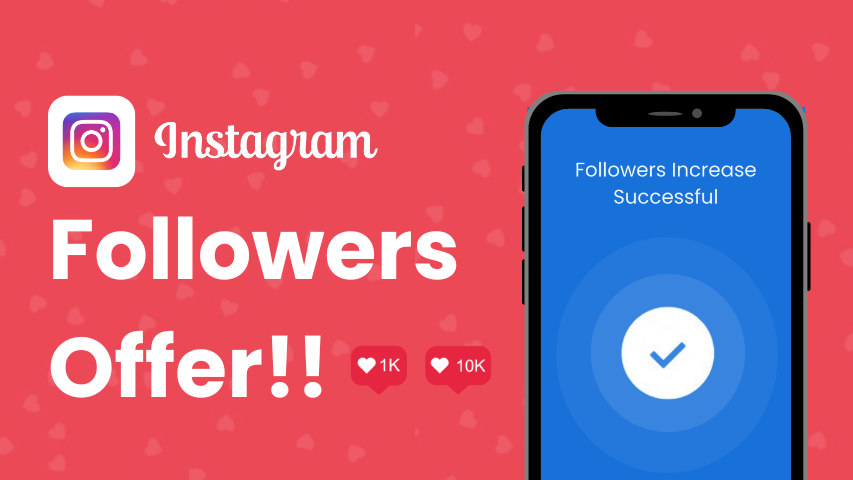 Instagram
Followers
Offer!!
1K
10K
Followers Increase
Successful